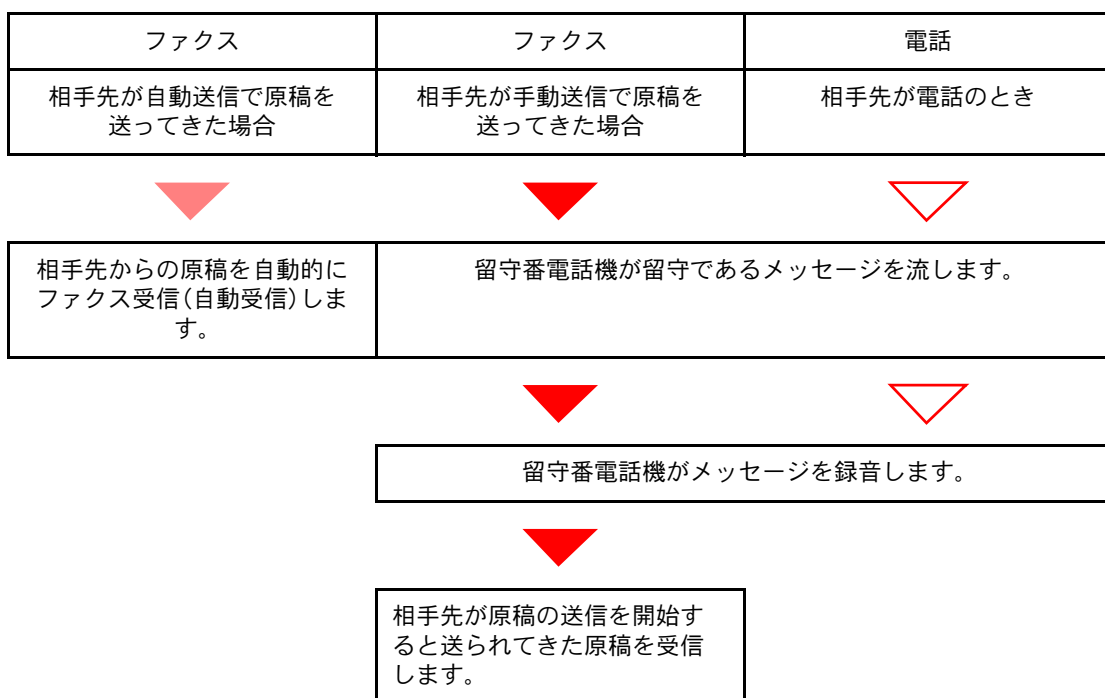 ファクス
ファクス
電話
相手先が自動送信で原稿を
送ってきた場合
相手先が手動送信で原稿を
送ってきた場合
相手先が電話のとき
相手先からの原稿を自動的に
ファクス受信(自動受信)しま
す。
留守番電話機が留守であるメッセージを流します。
留守番電話機がメッセージを録音します。
相手先が原稿の送信を開始す
ると送られてきた原稿を受信
します。